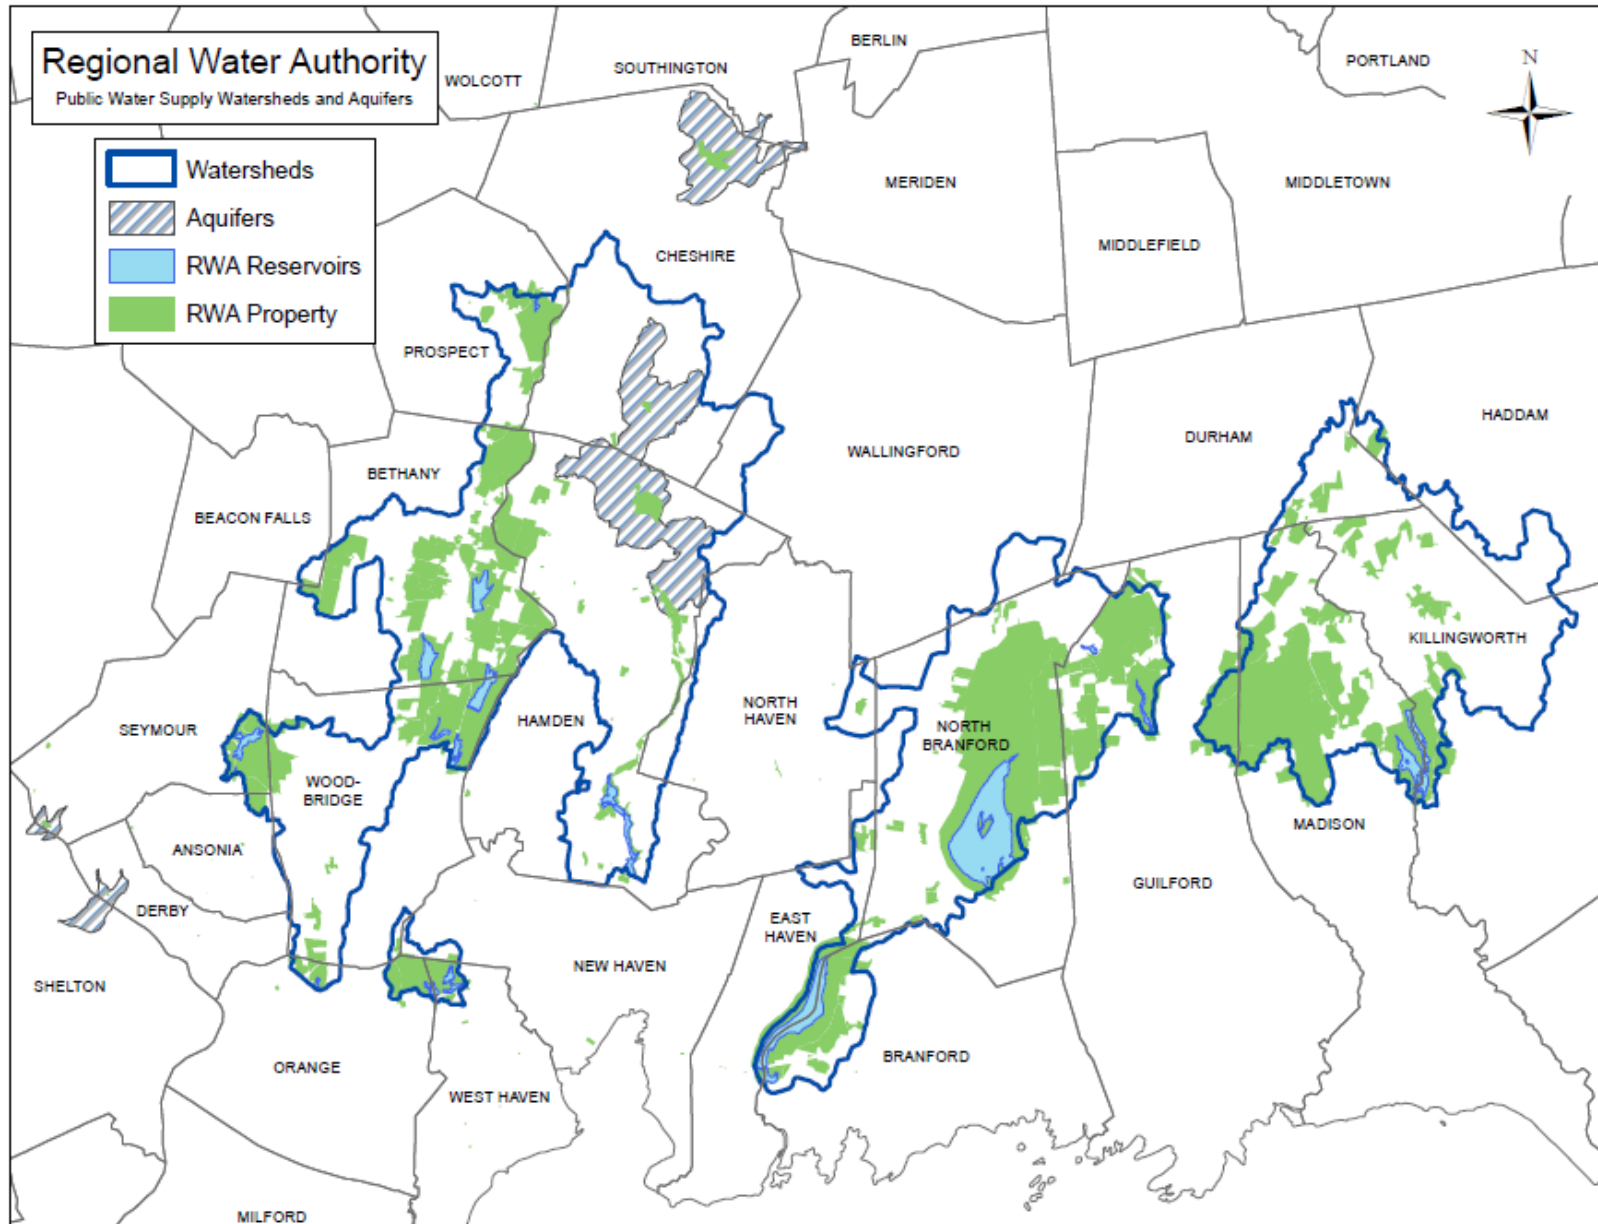 Regional Water Authority
Public Water Supply Watersheds and Aquifers
Watersheds
Aquifers
RWA Reservoirs
RWA Property
N
BERLIN
PORTLAND
SOUTHINGTON
WOLCOTT
MERIDEN
MIDDLETOWN
MIDDLEFIELD
CHESHIRE
PROSPECT
HADDAM
DURHAM
WALLINGFORD
BETHANY
BEACON FALLS
KILLINGWORTH
NORTH
HAVEN
HAMDEN
SEYMOUR
NORTH
BRANFORD
WOOD-
BRIDGE
MADISON
ANSONIA
GUILFORD
DERBY
EAST
HAVEN
NEW HAVEN
SHELTON
BRANFORD
ORANGE
WEST HAVEN
MILFORD